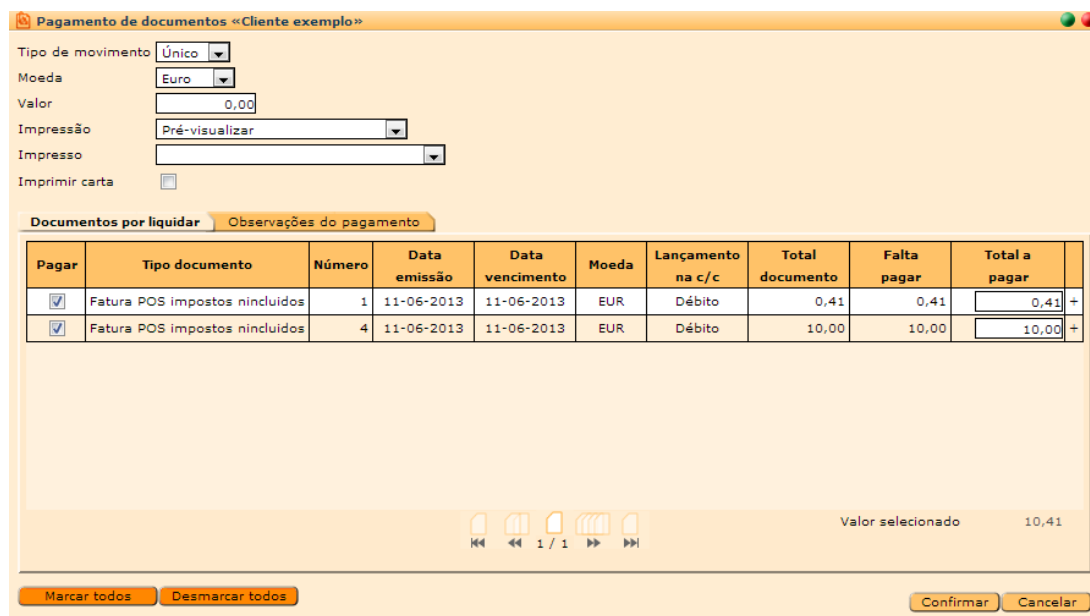 Pagamento de documentos «Cliente exemplo»
Tipo de movimento Único
Moeda Euro
Valor 0,00
Impressão Pré-visualizar
Impresso
Imprimir carta
Documentos por liquidar Observações do pagamento
Pagar Tipo documento Número Data emissão Data vencimento Moeda Lançamento na c/c Total documento Falta pagar Total a pagar
Fatura POS impostos nincluidos 1 11-06-2013 11-06-2013 EUR Débito 0,41 0,41 0,41 +
Fatura POS impostos nincluidos 4 11-06-2013 11-06-2013 EUR Débito 10,00 10,00 10,00 +
Valor selecionado 10,41
1 / 1
Marcar todos Desmarcar todos
Confirmar Cancelar